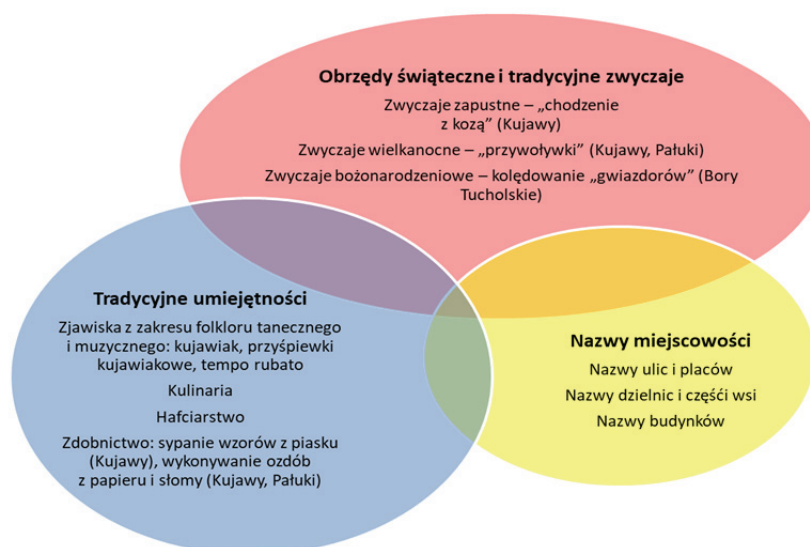 Obrzędy świąteczne i tradycyjne zwyczaje
Zwyczaje zapustne – „chodzenie
z kozą” (Kujawy)
Zwyczaje wielkanocne – „przywoływki” (Kujawy, Pałuki)
Zwyczaje bożonarodzeniowe – kolędowanie „gwiazdorów” (Bory
Tucholskie)
Tradycyjne umiejętności
Zjawiska z zakresu folkloru tanecznego
i muzycznego: kujawiak, przyśpiewki
kujawiakowe, tempo rubato
Kulinaria
Hafciarstwo
Zdobnictwo: sypanie wzorów z piasku
(Kujawy), wykonywanie ozdób
z papieru i słomy (Kujawy, Pałuki)
Nazwy miejscowości
Nazwy ulic i placów
Nazwy dzielnic i częśći wsi
Nazwy budynków